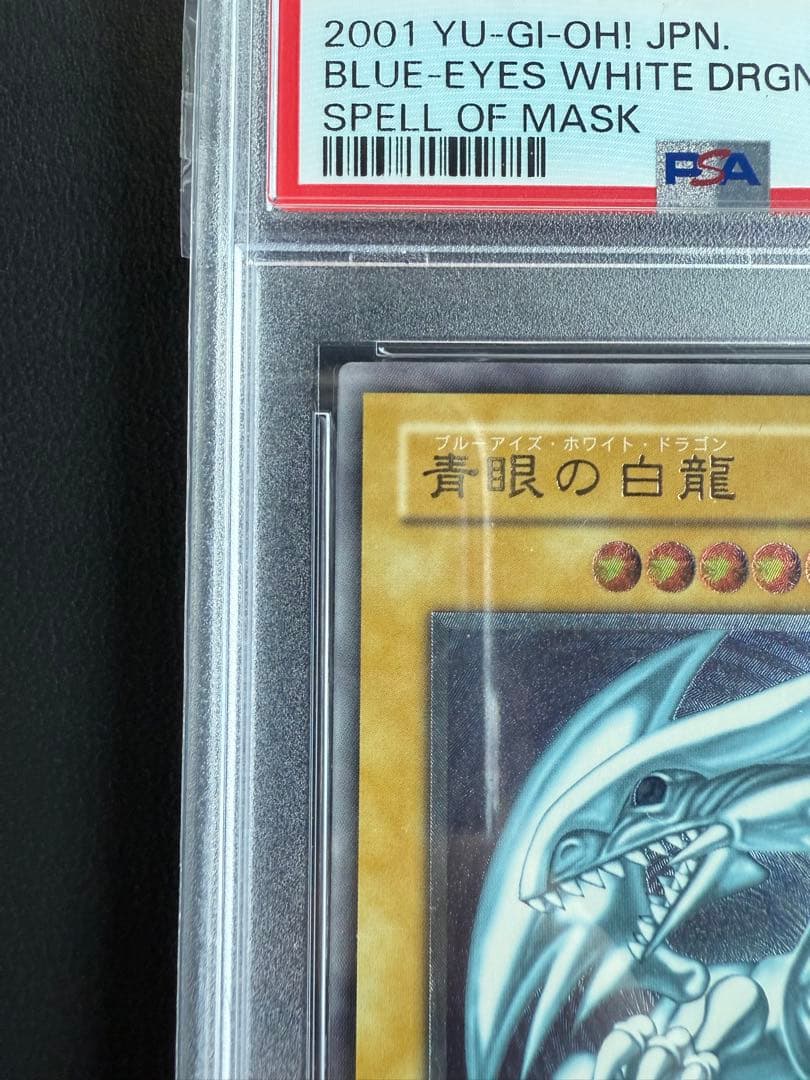 2001 YU-GI-OH! JPN.
BLUE-EYES WHITE DRGN
SPELL OF MASK
PSA
ブルーアイズ・ホワイト・ドラゴン
青眼の白龍